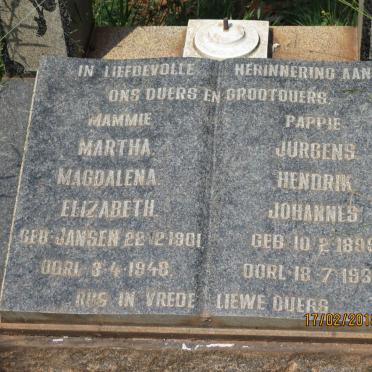 IN LIEFDEVOLLE HERINNERING AAN
ONS OUERS EN GROOTOUERS.
MAMMIE
MARTHA
MAGDALENA
ELIZABETH
GEB. JANSEN 22-12-1901
OORL. 3-4-1948.
PAPPIE
JURGENS
HENDRIK
JOHANNES
GEB. 10-2-189
OORL 18-7-193
RUS IN VREDE LIEWE OUERS
17/02/201